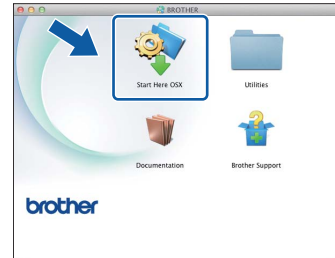 BROTHER
Start Here OSX
Utilities
Documentation
Brother Support
brother